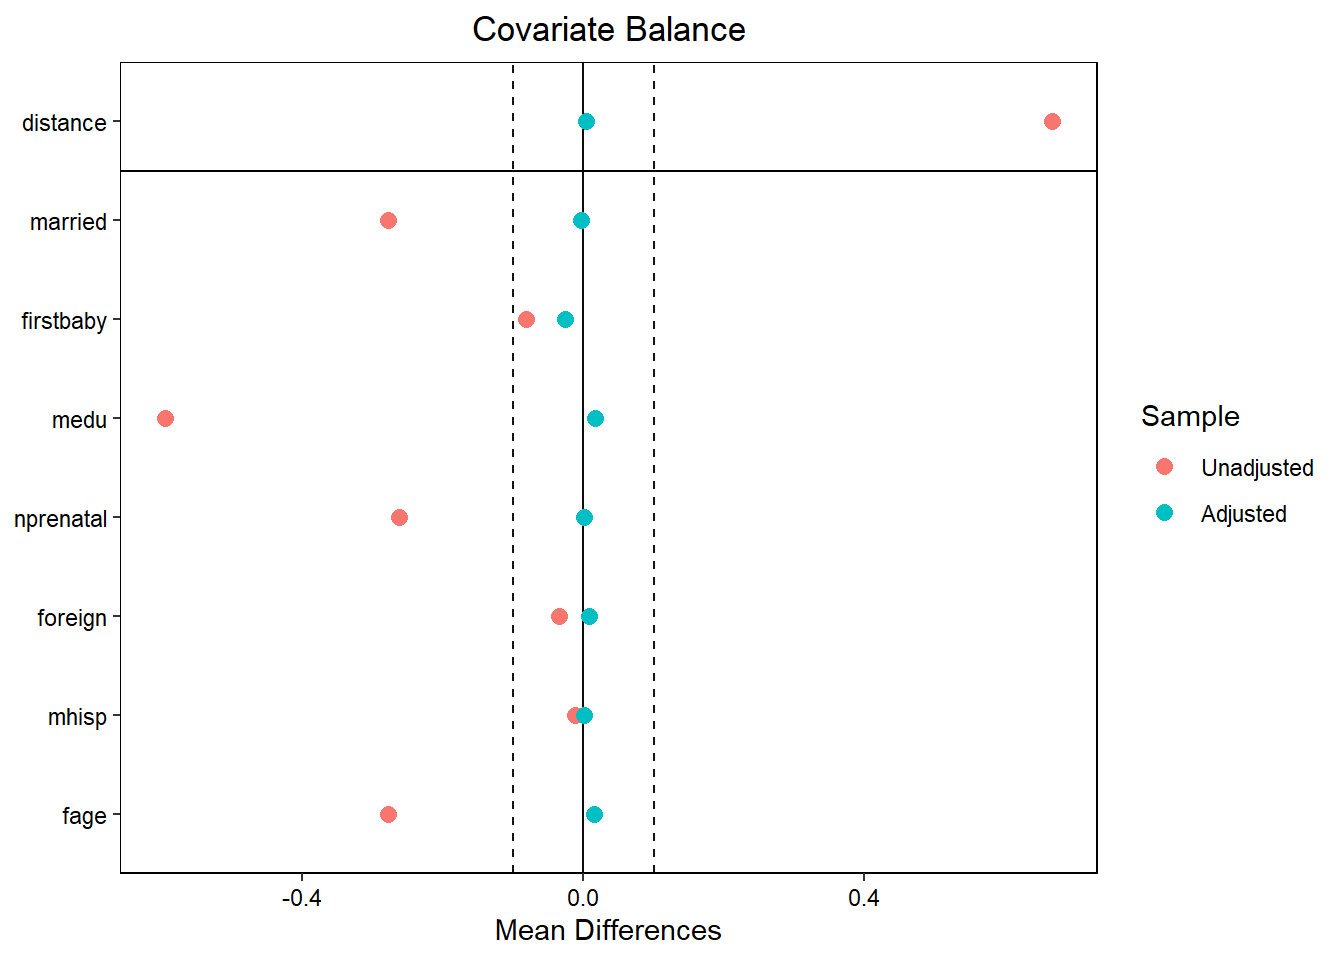 Covariate Balance
distance
married
firstbaby
medu
nprenatal
foreign
mhisp
fage
-0.4
0.0
0.4
Mean Differences
Sample
Unadjusted
Adjusted